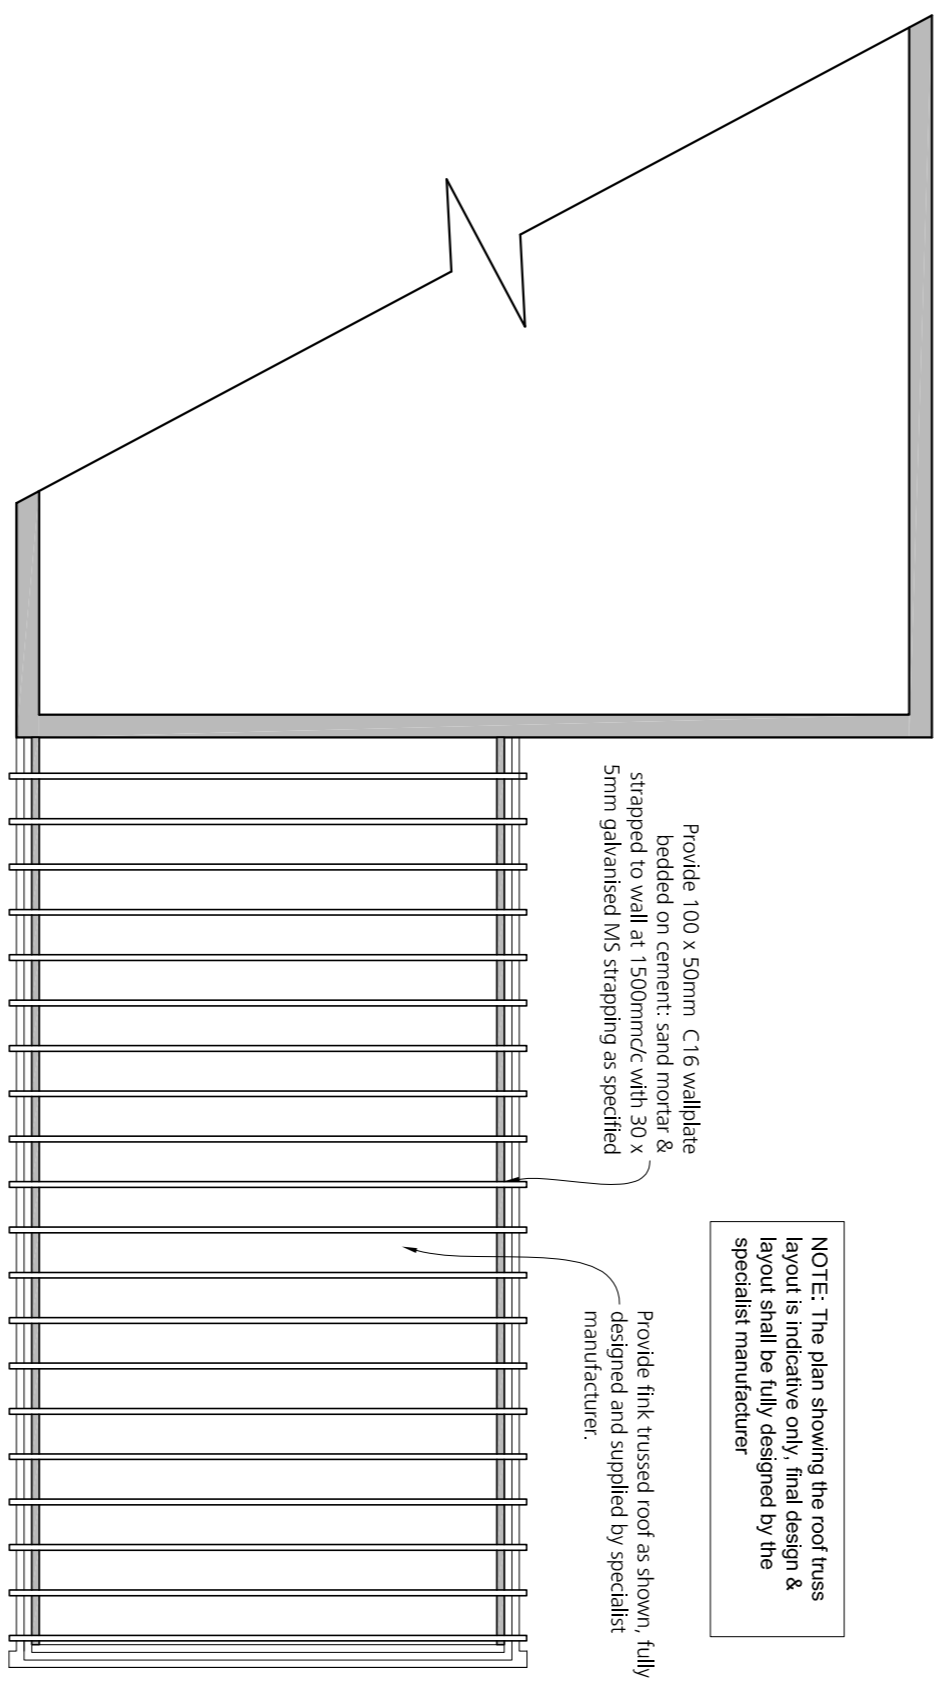 NOTE: The plan showing the roof truss
layout is indicative only, final design &
layout shall be fully designed by the
specialist manufacturer
Provide 100 x 50mm C16 wallplate
bedded on cement: sand mortar &
strapped to wall at 1500mmc/c with 30 x
5mm galvanised MS strapping as specified
Provide fink trussed roof as shown, fully
designed and supplied by specialist
manufacturer.